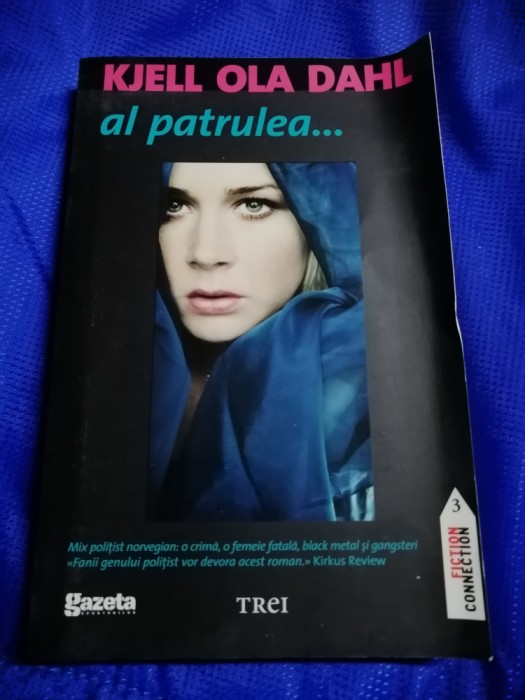 KJELL OLA DAHL
al patrulea...
Mix polițist norvegian: o crimă, o femeie fatală, black metal și gangsteri
«Fanii genului polițist vor devora acest roman.» Kirkus Review
3
FICTION
CONNECTION
gazeta
SPORTURILOR
TREI